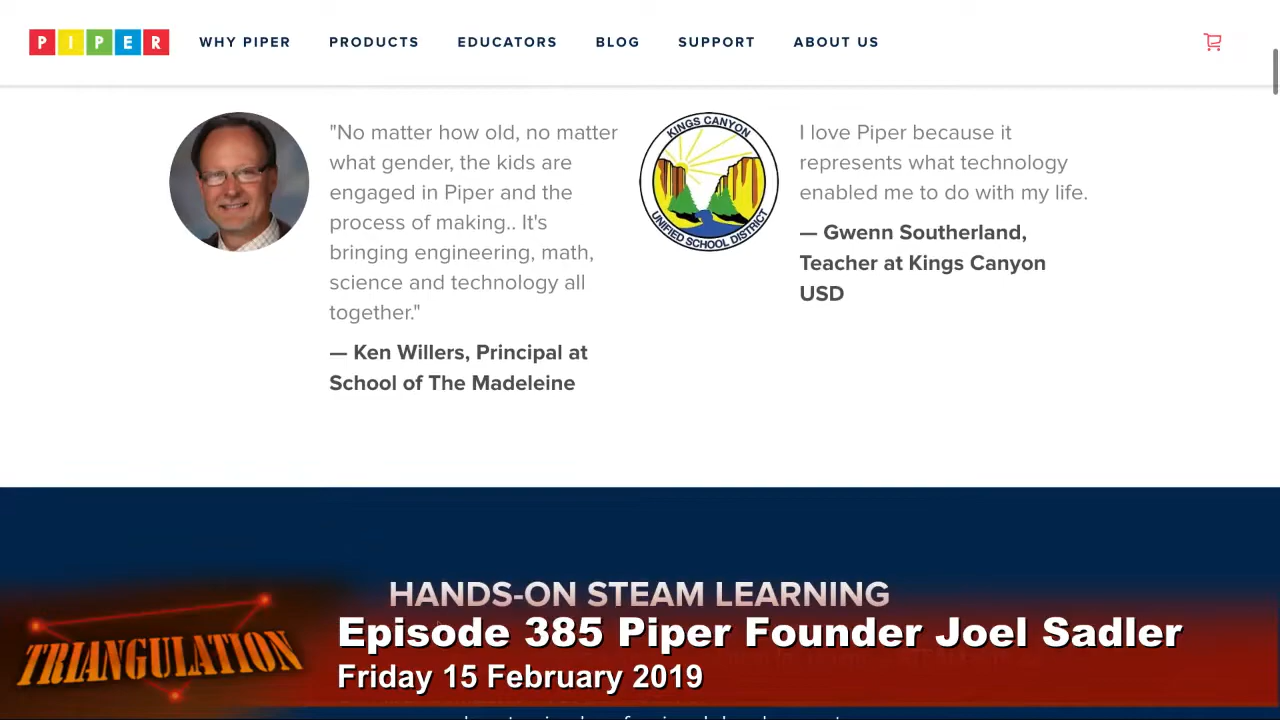 PIPER
WHY PIPER
PRODUCTS
EDUCATORS
BLOG
SUPPORT
ABOUT US
"No matter how old, no matter
what gender, the kids are
engaged in Piper and the
process of making.. It's
bringing engineering, math,
science and technology all
together."
— Ken Willers, Principal at
School of The Madeleine
KINGS CANYON
UNIFIED SCHOOL DISTRICT
I love Piper because it
represents what technology
enabled me to do with my life.
— Gwenn Southerland,
Teacher at Kings Canyon
USD
HANDS-ON STEAM LEARNING
TRIANGULATION
Episode 385 Piper Founder Joel Sadler
Friday 15 February 2019